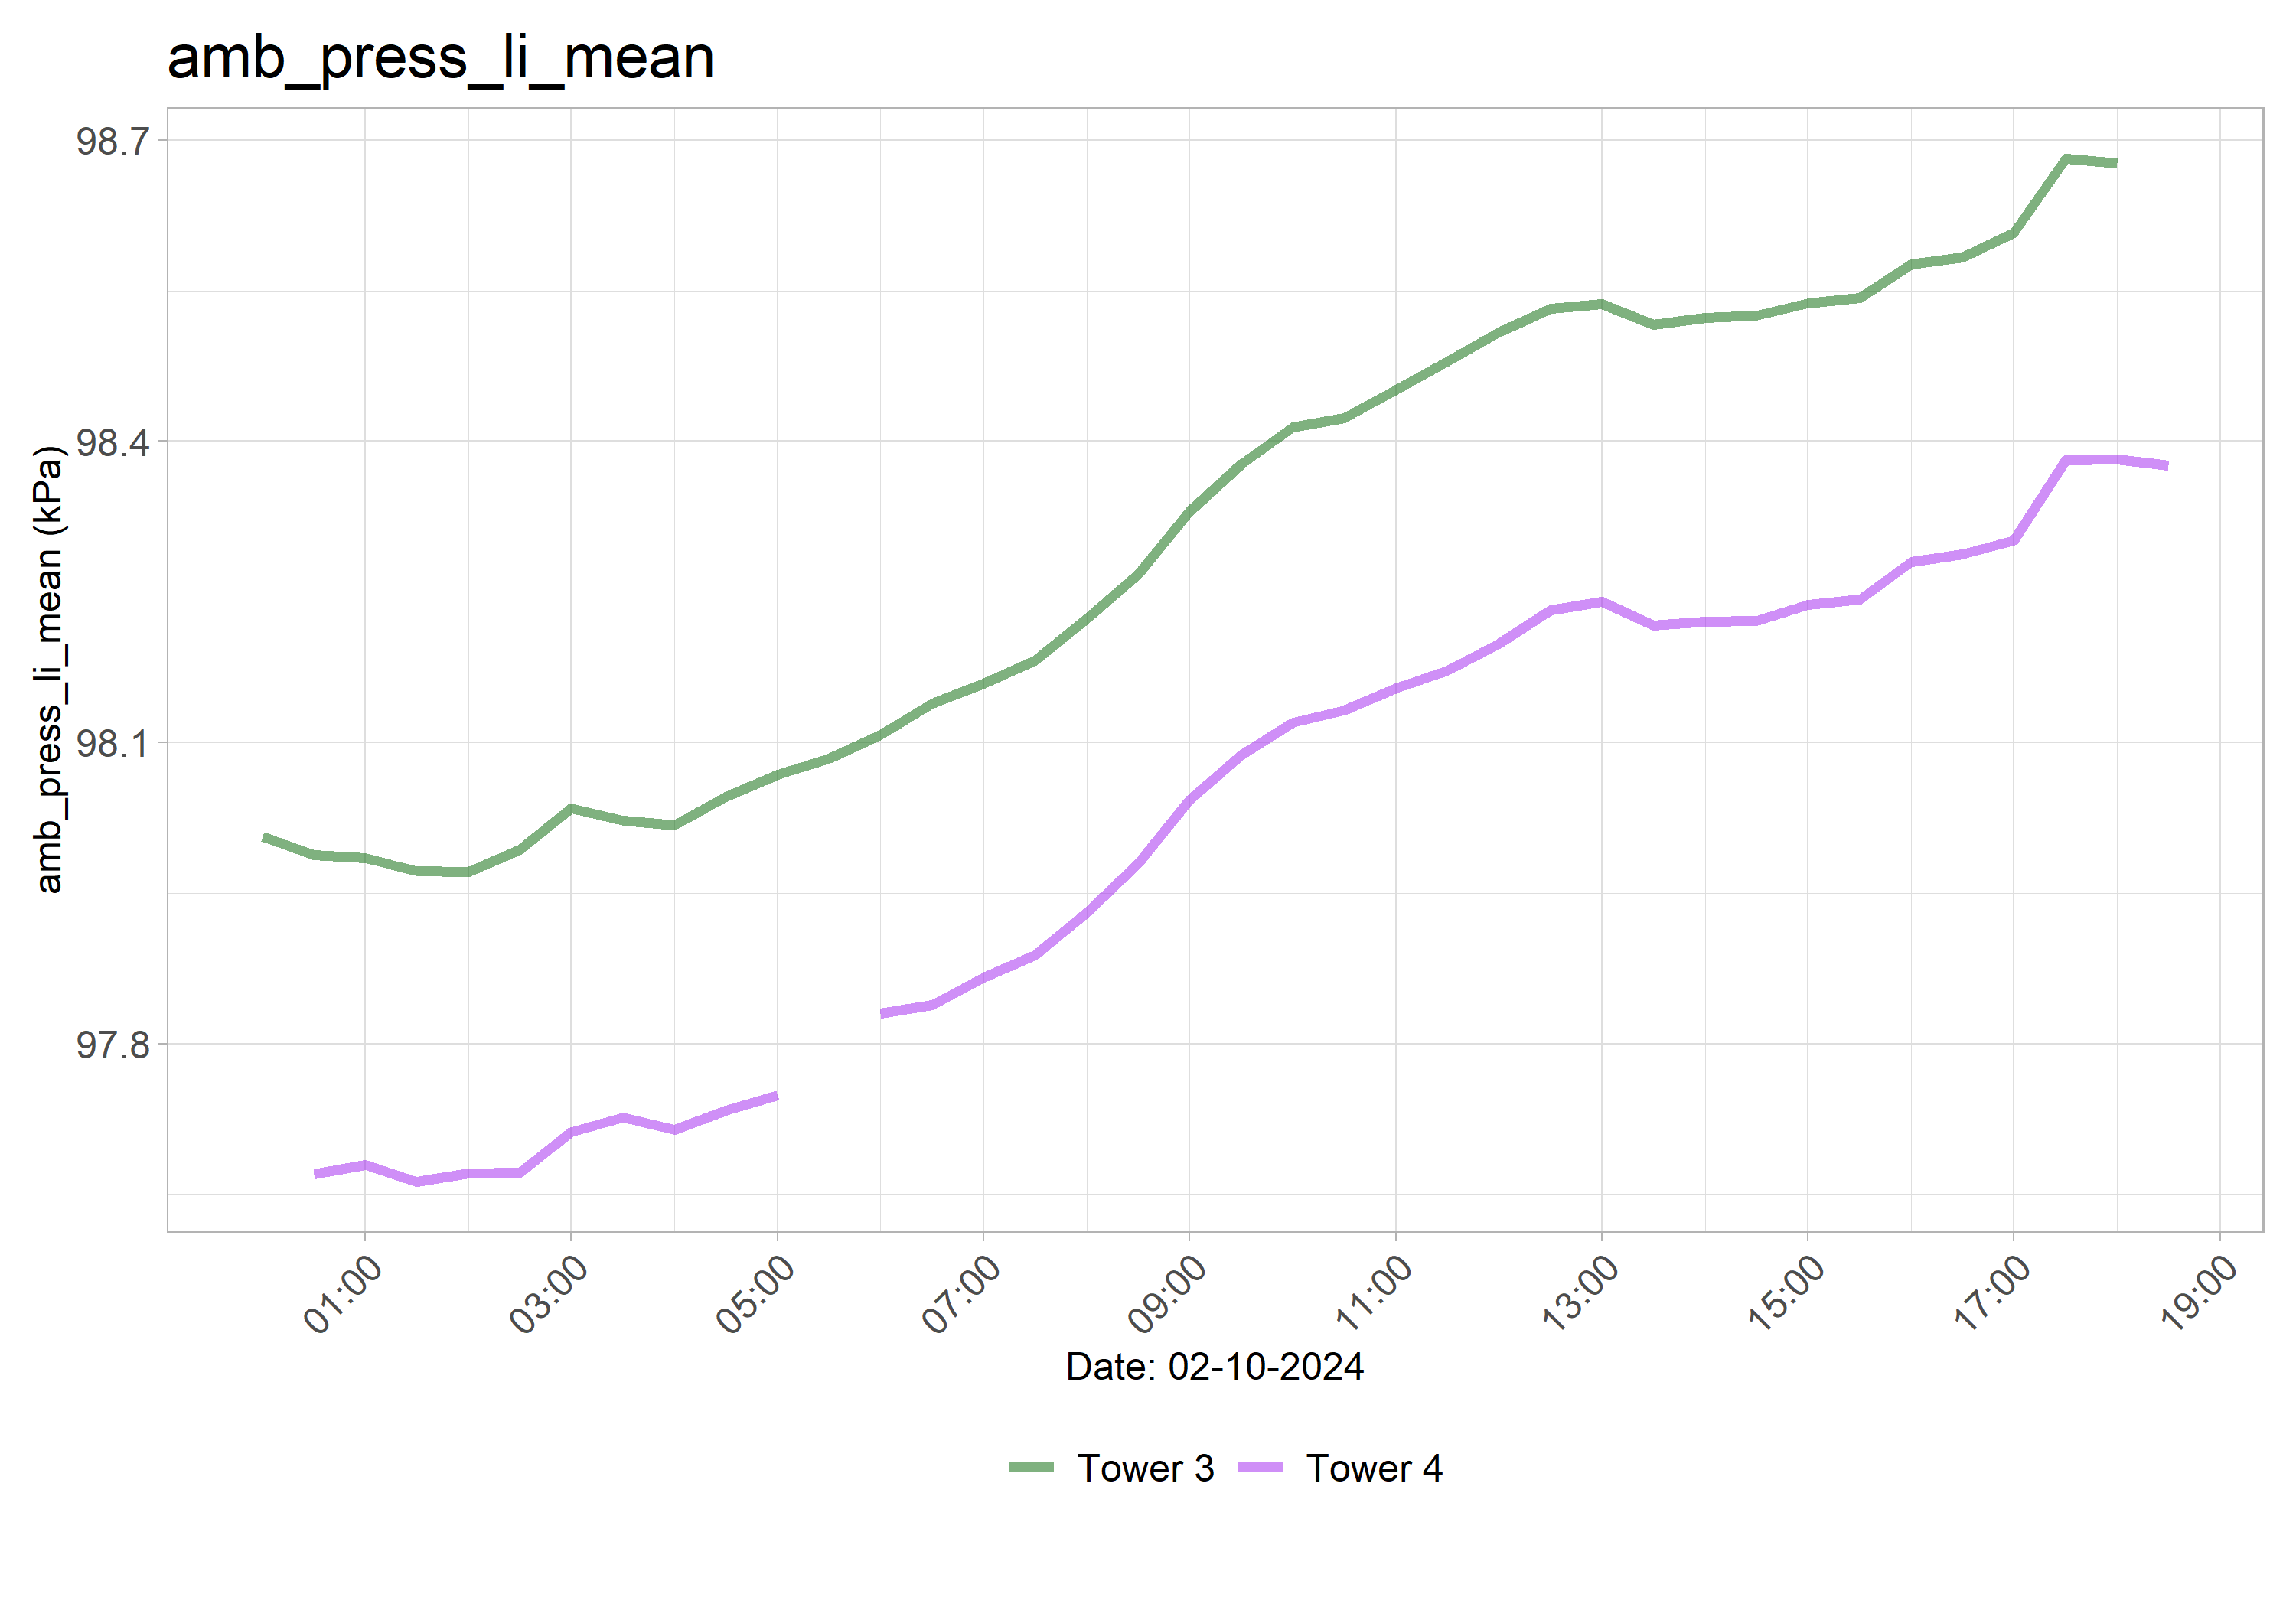 amb_press_li_mean
amb_press_li_mean (kPa)
98.7
98.4
98.1
97.8
01:00 03:00 05:00 07:00 09:00 11:00 13:00 15:00 17:00 19:00
Date: 02-10-2024
Tower 3 Tower 4